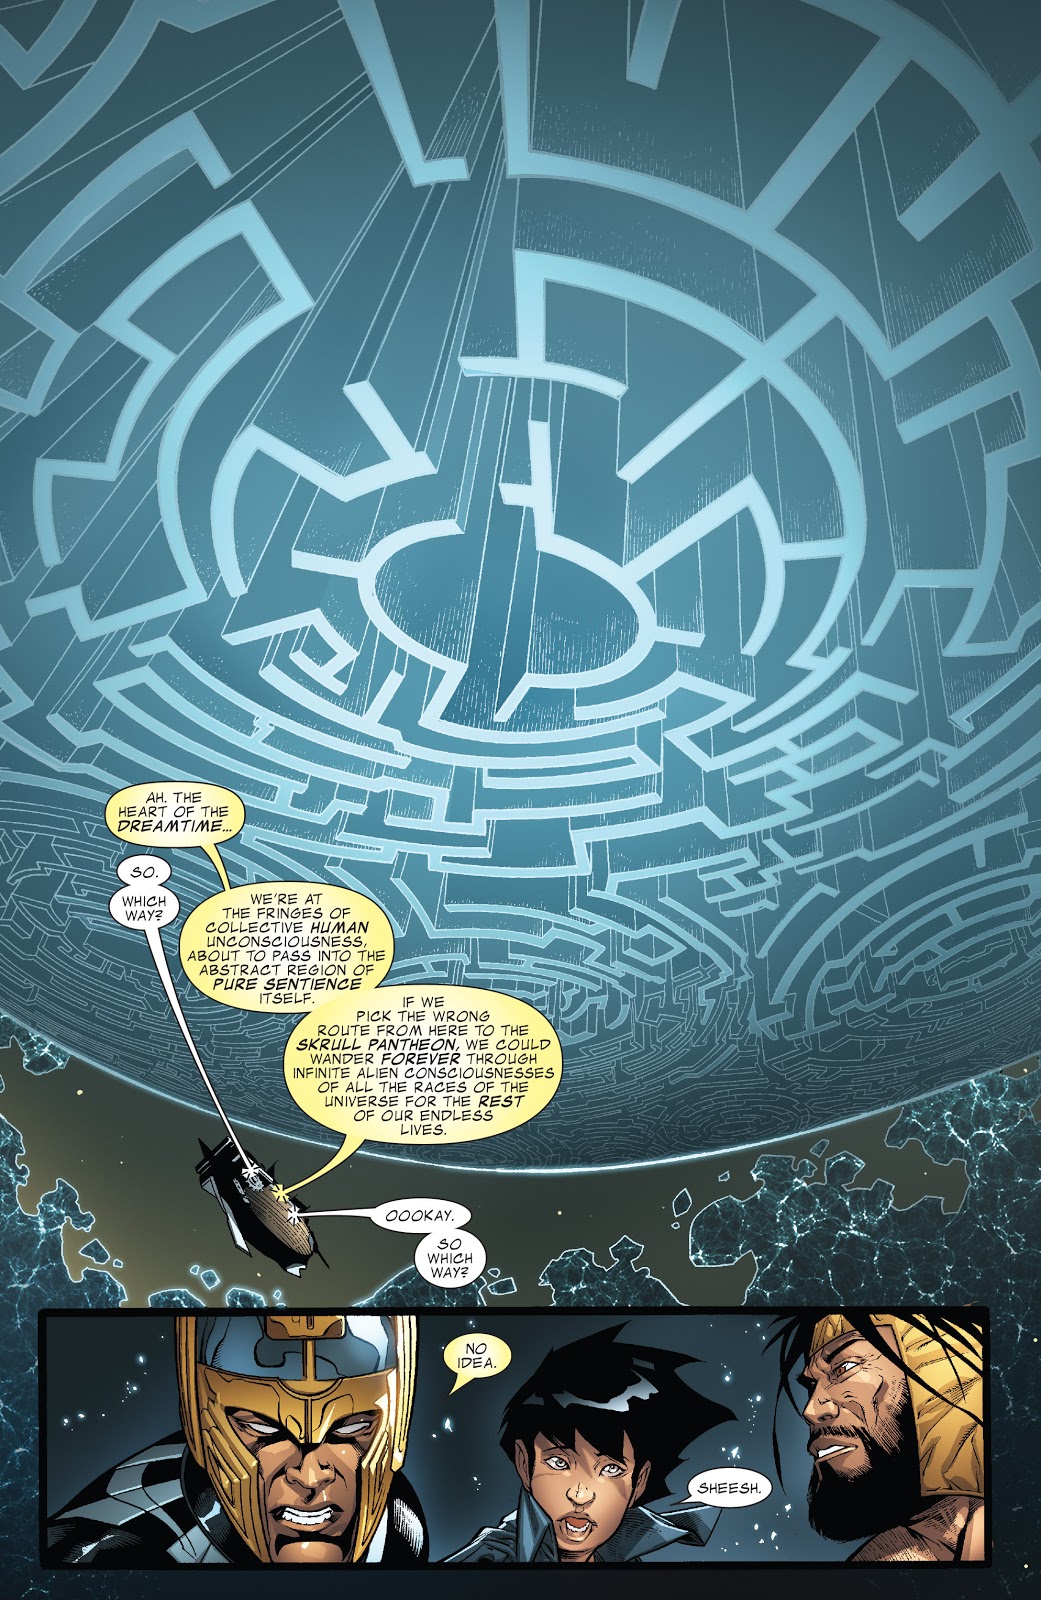 AH. THE
HEART OF THE
DREAMTIME...
SO.
WHICH
WAY?
WE'RE AT
THE FRINGES OF
COLLECTIVE HUMAN
UNCONSCIOUSNESS,
ABOUT TO PASS INTO THE
ABSTRACT REGION OF
PURE SENTIENCE
ITSELF.
IF WE
PICK THE WRONG
ROUTE FROM HERE TO THE
SKRULL PANTHEON, WE COULD
WANDER FOREVER THROUGH
INFINITE ALIEN CONSCIOUSNESSES
OF ALL THE RACES OF THE
UNIVERSE FOR THE REST
OF OUR ENDLESS
LIVES.
OOOKAY.
SO
WHICH
WAY?
NO
IDEA.
SHEESH.